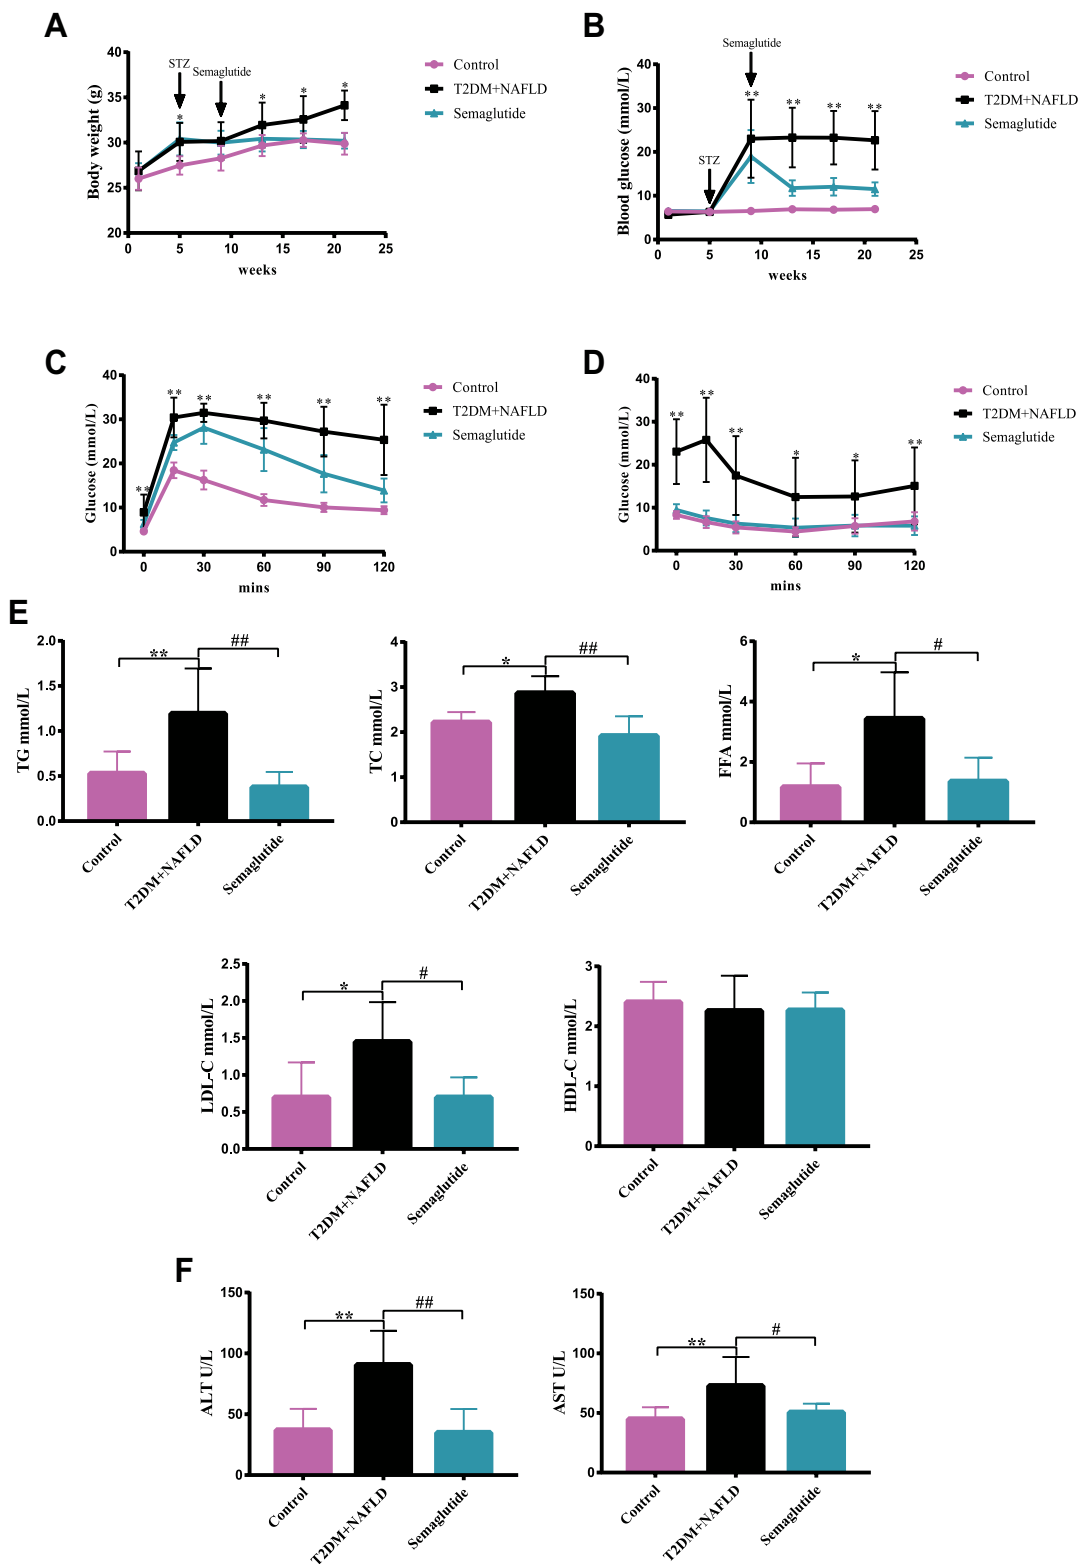 A
Body weight (g)
40
35
30
25
20
0
5
10
15
20
25
weeks
STZ
Semaglutide
*
*
*
*
Control
T2DM+NAFLD
Semaglutide
B
Blood glucose (mmol/L)
40
30
20
10
0
0
5
10
15
20
25
weeks
Semaglutide
STZ
**
**
**
**
Control
T2DM+NAFLD
Semaglutide
C
Glucose (mmol/L)
40
30
20
10
0
0
30
60
90
120
mins
**
**
**
**
**
**
Control
T2DM+NAFLD
Semaglutide
D
Glucose (mmol/L)
40
30
20
10
0
0
30
60
90
120
mins
**
**
**
*
*
**
Control
T2DM+NAFLD
Semaglutide
E
TG mmol/L
2.0
1.5
1.0
0.5
0.0
**
##
Control
T2DM+NAFLD
Semaglutide
TC mmol/L
4
3
2
1
0
*
##
Control
T2DM+NAFLD
Semaglutide
FFA mmol/L
6
4
2
0
*
#
Control
T2DM+NAFLD
Semaglutide
LDL-C mmol/L
2.5
2.0
1.5
1.0
0.5
0.0
*
#
Control
T2DM+NAFLD
Semaglutide
HDL-C mmol/L
3
2
1
0
Control
T2DM+NAFLD
Semaglutide
F
ALT U/L
150
100
50
0
**
##
Control
T2DM+NAFLD
Semaglutide
AST U/L
150
100
50
0
**
#
Control
T2DM+NAFLD
Semaglutide